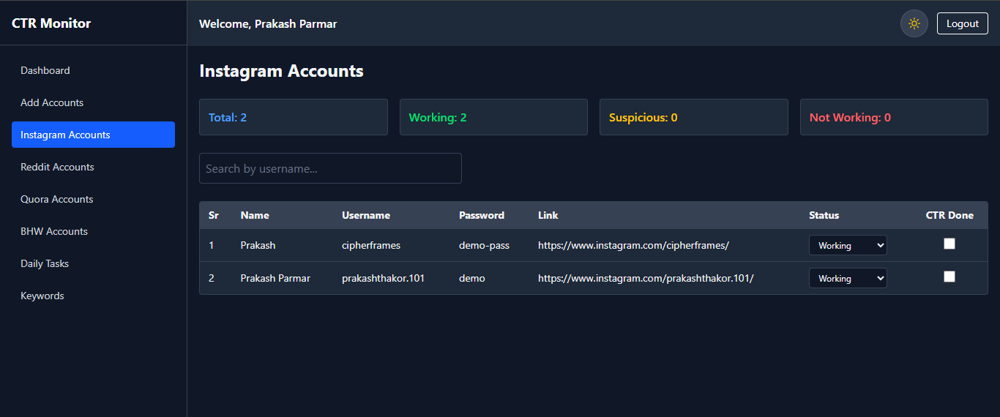 CTR Monitor
Welcome, Prakash Parmar
Logout
Dashboard
Add Accounts
Instagram Accounts
Reddit Accounts
Quora Accounts
BHW Accounts
Daily Tasks
Keywords
Instagram Accounts
Total: 2 Working: 2 Suspicious: 0 Not Working: 0
Search by username...
Sr Name Username Password Link Status CTR Done
1 Prakash cipherframes demo-pass https://www.instagram.com/cipherframes/ Working
2 Prakash Parmar prakashthakor.101 demo https://www.instagram.com/prakashthakor.101/ Working